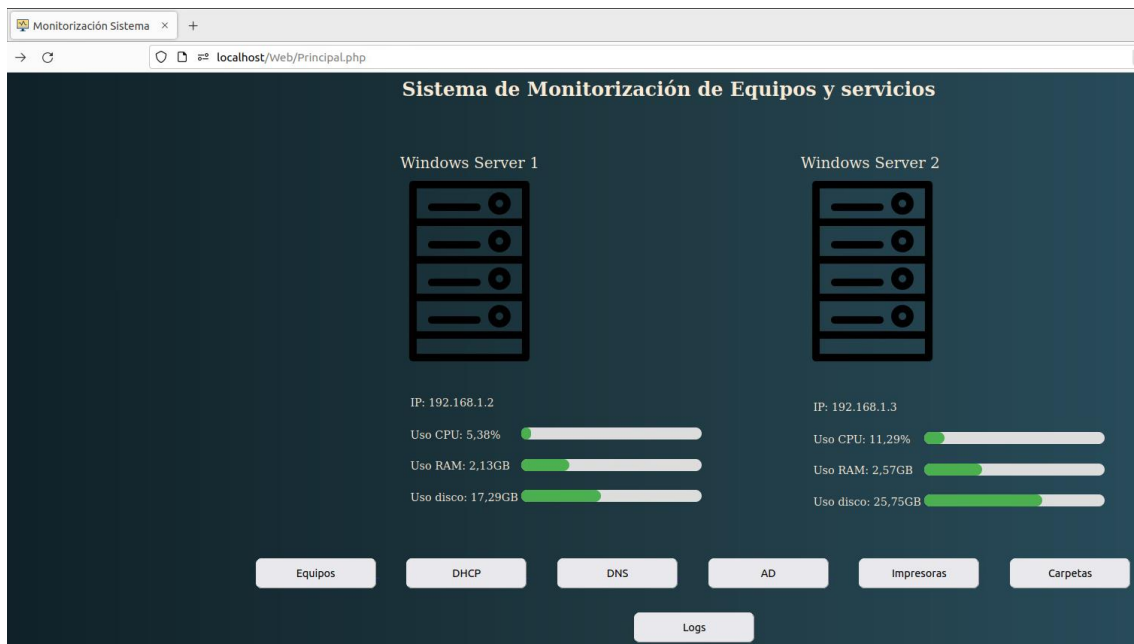 Monitorización Sistema
localhost/Web/Principal.php
Sistema de Monitorización de Equipos y servicios
Windows Server 1
Windows Server 2
IP: 192.168.1.2
Uso CPU: 5,38%
Uso RAM: 2,13GB
Uso disco: 17,29GB
IP: 192.168.1.3
Uso CPU: 11,29%
Uso RAM: 2,57GB
Uso disco: 25,75GB
Equipos
DHCP
DNS
AD
Impresoras
Carpetas
Logs